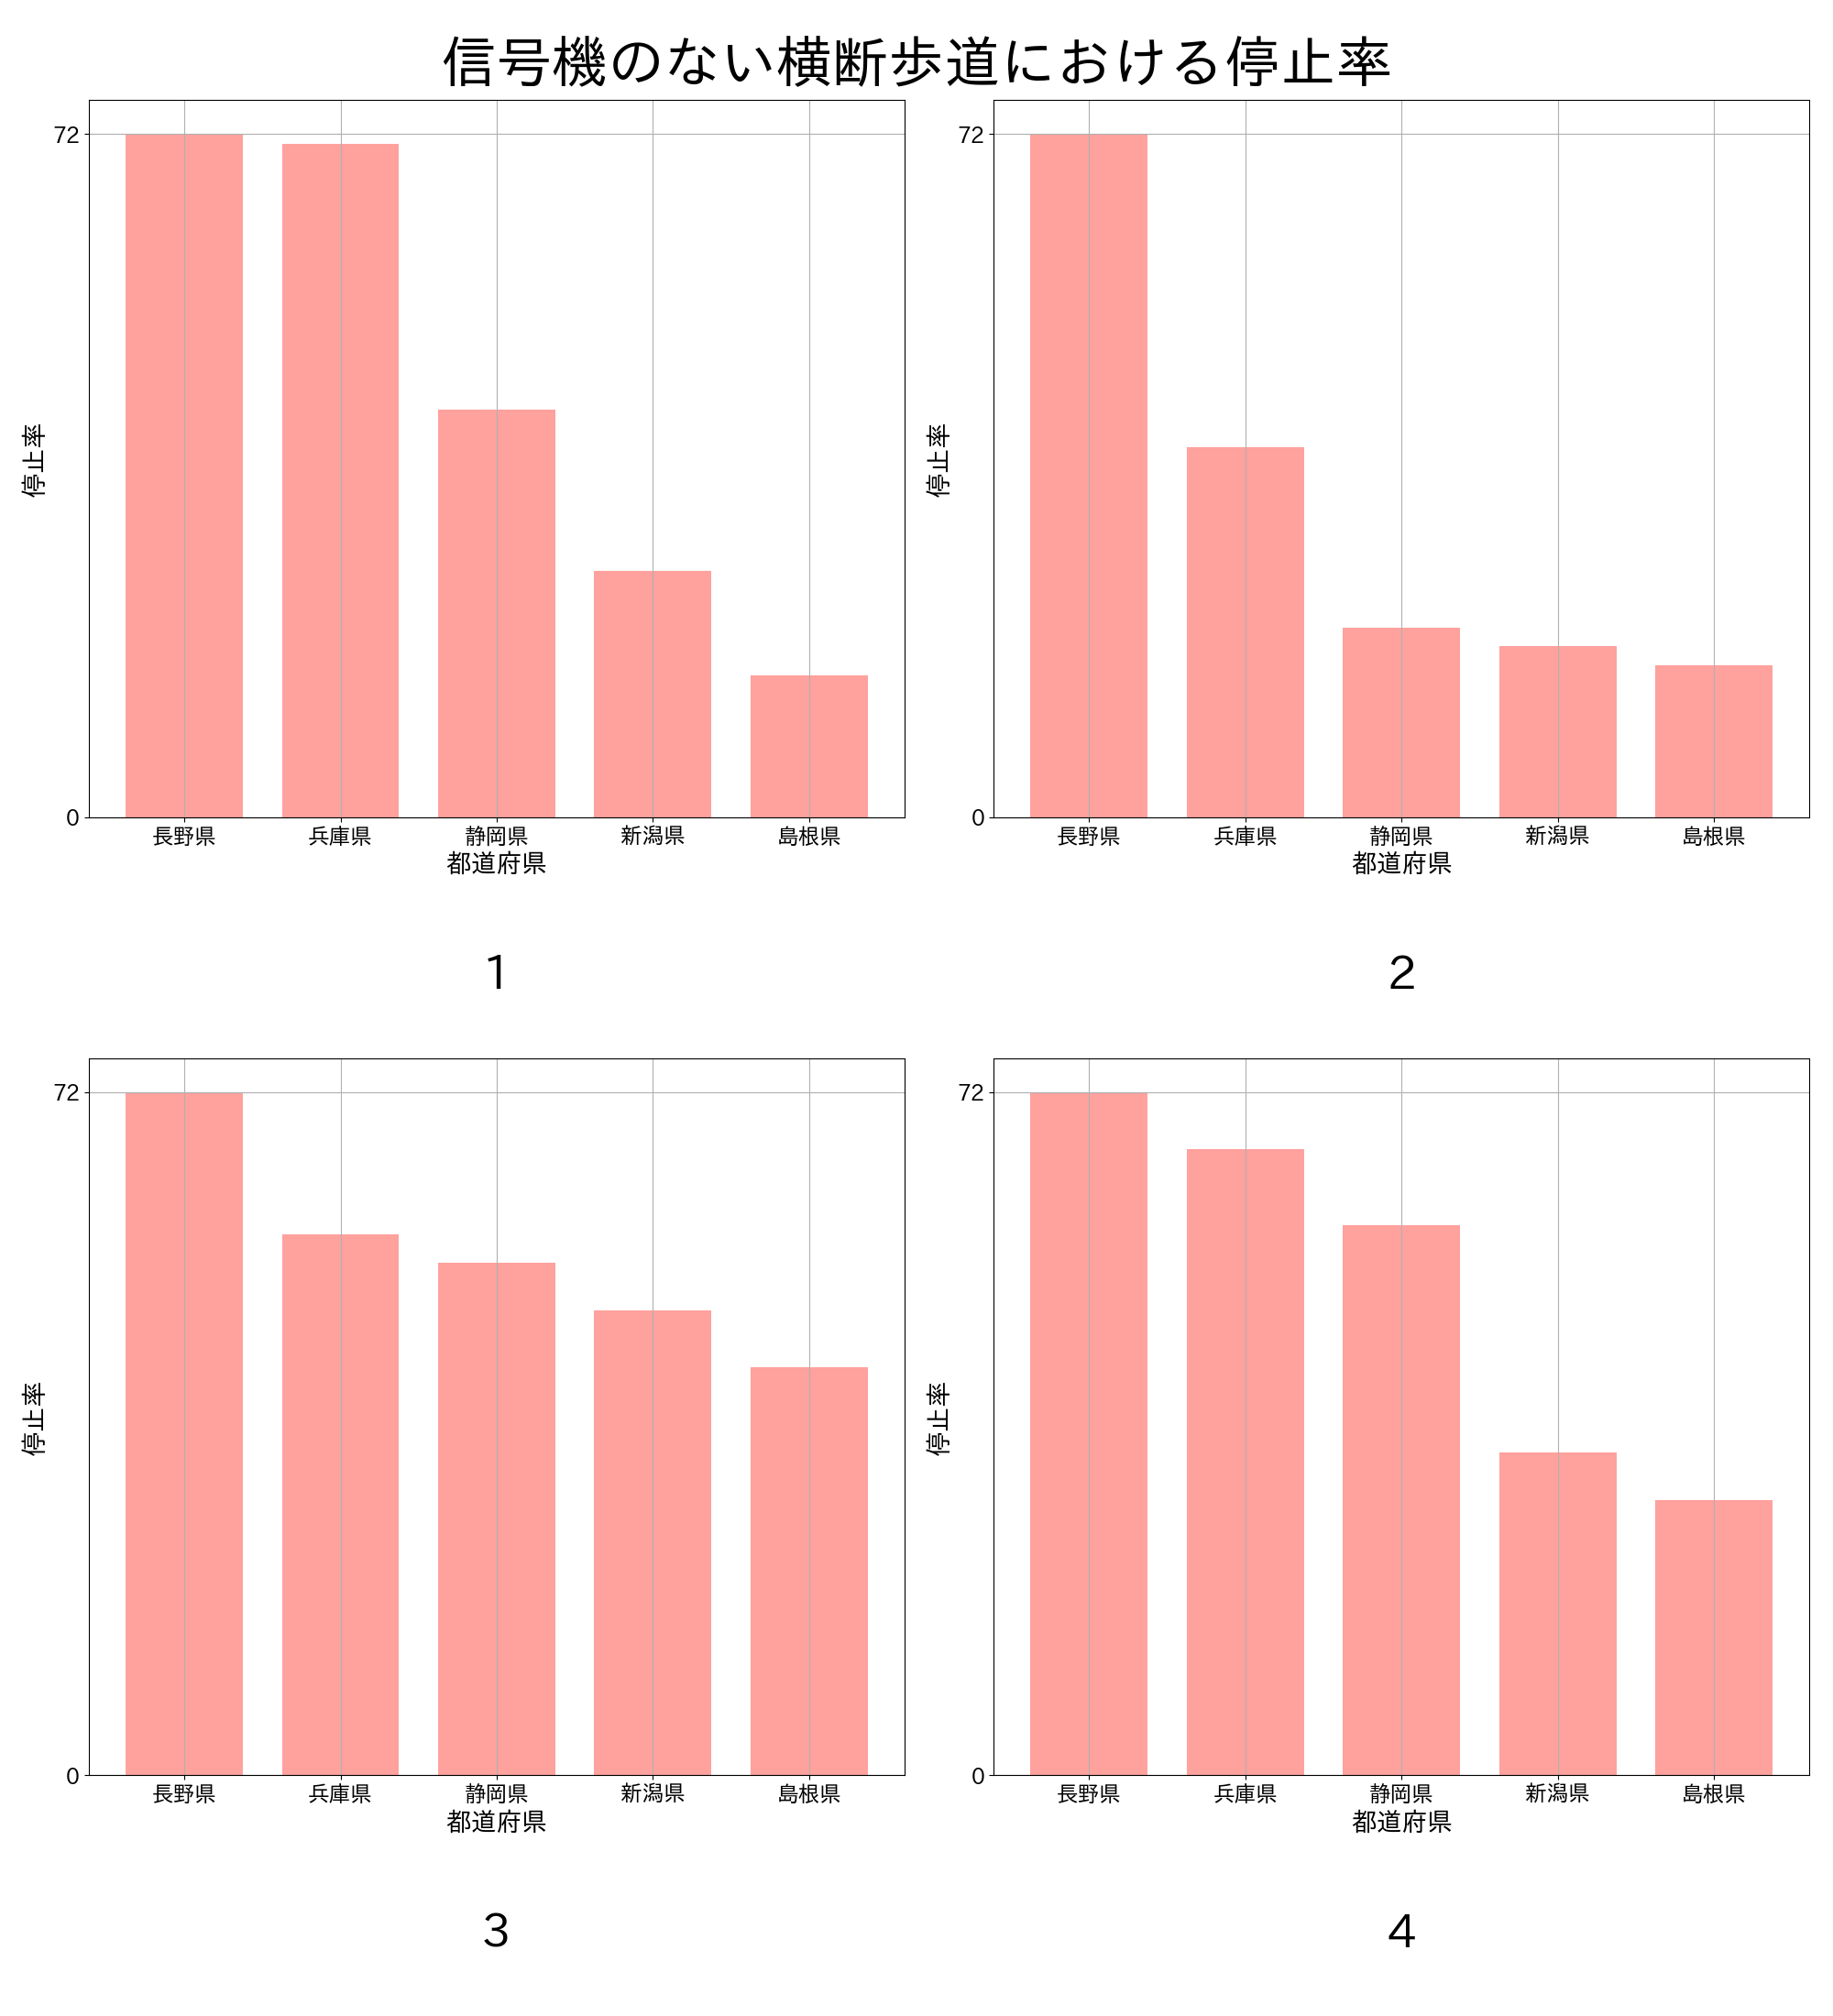 信号機のない横断歩道における停止率
72
0
停止率
長野県 兵庫県 静岡県 新潟県 島根県
都道府県
1
72
0
停止率
長野県 兵庫県 静岡県 新潟県 島根県
都道府県
2
72
0
停止率
長野県 兵庫県 静岡県 新潟県 島根県
都道府県
3
72
0
停止率
長野県 兵庫県 静岡県 新潟県 島根県
都道府県
4